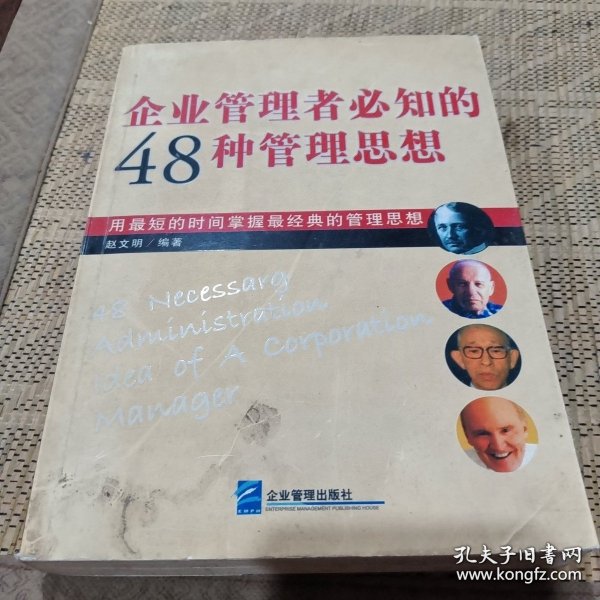 企业管理者必知的
48种管理思想
用最短的时间掌握最经典的管理思想
赵文明／编著
48 Necessarg
Administration
Idea of A Corporation
Manager
EMPH
企业管理出版社
ENTERPRISE MANAGEMENT PUBLISHING HOUSE
孔夫子旧书网
www.kongfz.com